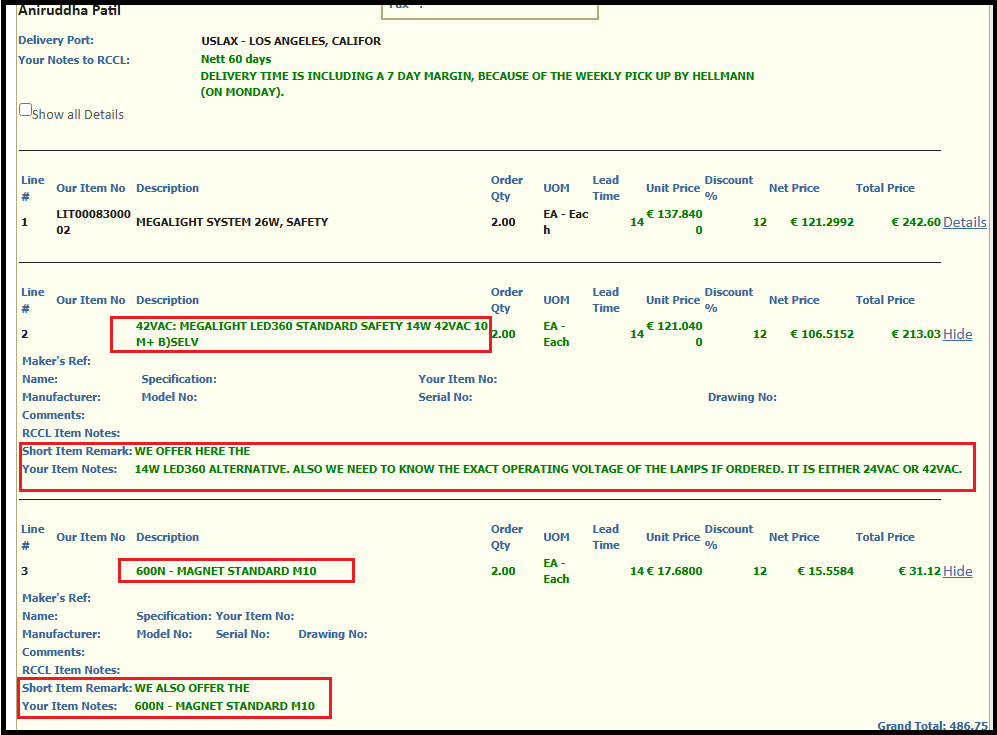 Aniruddha Patil
Delivery Port: USLAX - LOS ANGELES, CALIFOR
Your Notes to RCCL: Nett 60 days
DELIVERY TIME IS INCLUDING A 7 DAY MARGIN, BECAUSE OF THE WEEKLY PICK UP BY HELLMANN
(ON MONDAY).
Show all Details
Line # Our Item No Description Order Qty UOM Lead Time Unit Price Discount % Net Price Total Price
1 LIT0008300002 MEGALIGHT SYSTEM 26W, SAFETY 2.00 EA - Each 14 € 137.8400 12 € 121.2992 € 242.60 Details
Line # Our Item No Description Order Qty UOM Lead Time Unit Price Discount % Net Price Total Price
2 42VAC: MEGALIGHT LED360 STANDARD SAFETY 14W 42VAC 10 M+ B)SELV 2.00 EA - Each 14 € 121.0400 12 € 106.5152 € 213.03 Hide
Maker's Ref:
Name: Specification: Your Item No:
Manufacturer: Model No: Serial No: Drawing No:
Comments:
RCCL Item Notes:
Short Item Remark: WE OFFER HERE THE
Your Item Notes: 14W LED360 ALTERNATIVE. ALSO WE NEED TO KNOW THE EXACT OPERATING VOLTAGE OF THE LAMPS IF ORDERED. IT IS EITHER 24VAC OR 42VAC.
Line # Our Item No Description Order Qty UOM Lead Time Unit Price Discount % Net Price Total Price
3 600N - MAGNET STANDARD M10 2.00 EA - Each 14 € 17.6800 12 € 15.5584 € 31.12 Hide
Maker's Ref:
Name: Specification: Your Item No:
Manufacturer: Model No: Serial No: Drawing No:
Comments:
RCCL Item Notes:
Short Item Remark: WE ALSO OFFER THE
Your Item Notes: 600N - MAGNET STANDARD M10
Grand Total: 486.75